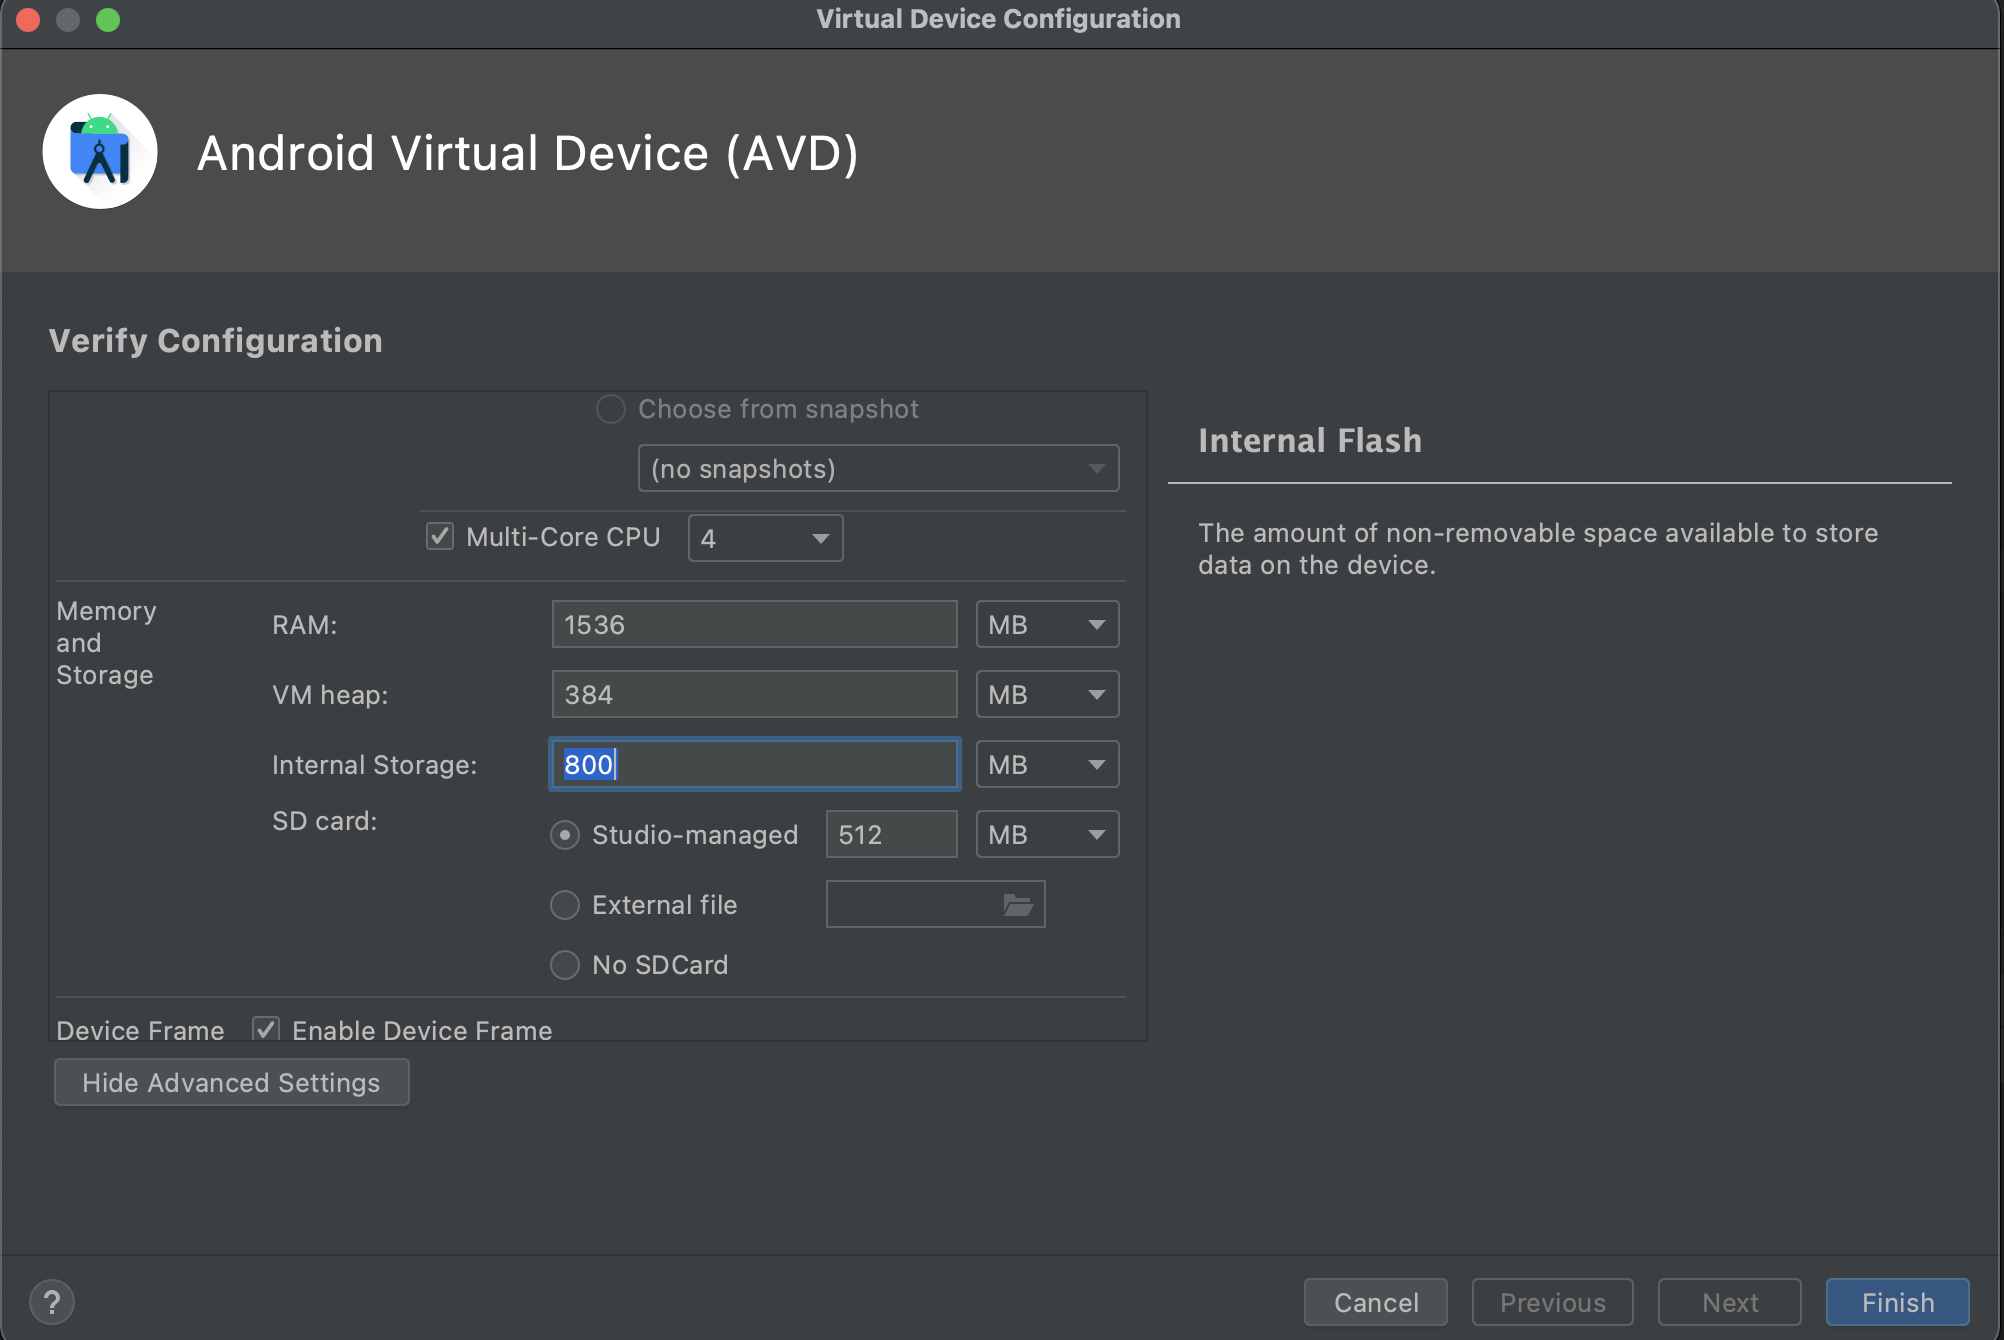 Virtual Device Configuration
Android Virtual Device (AVD)
Verify Configuration
Choose from snapshot
(no snapshots)
Multi-Core CPU 4
Memory
and
Storage
RAM: 1536 MB
VM heap: 384 MB
Internal Storage: 800 MB
SD card:
Studio-managed 512 MB
External file
No SDCard
Device Frame Enable Device Frame
Hide Advanced Settings
Internal Flash
The amount of non-removable space available to store
data on the device.
? Cancel Previous Next Finish